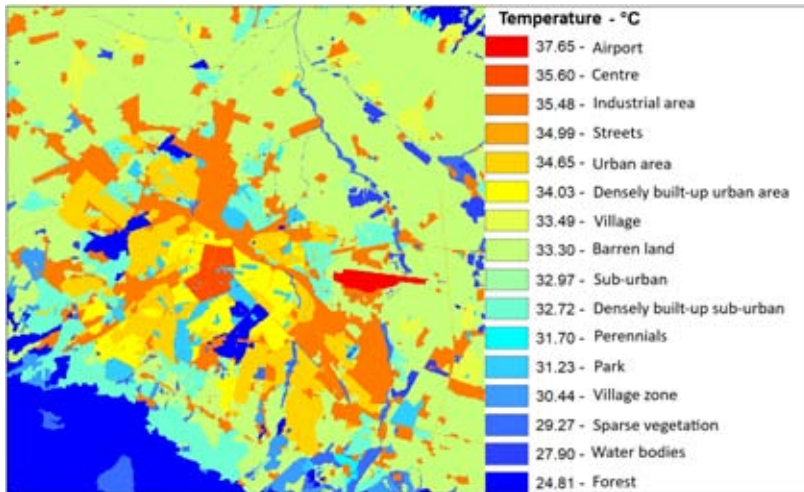 Temperature - °C
37.65 - Airport
35.60 - Centre
35.48 - Industrial area
34.99 - Streets
34.65 - Urban area
34.03 - Densely built-up urban area
33.49 - Village
33.30 - Barren land
32.97 - Sub-urban
32.72 - Densely built-up sub-urban
31.70 - Perennials
31.23 - Park
30.44 - Village zone
29.27 - Sparse vegetation
27.90 - Water bodies
24.81 - Forest